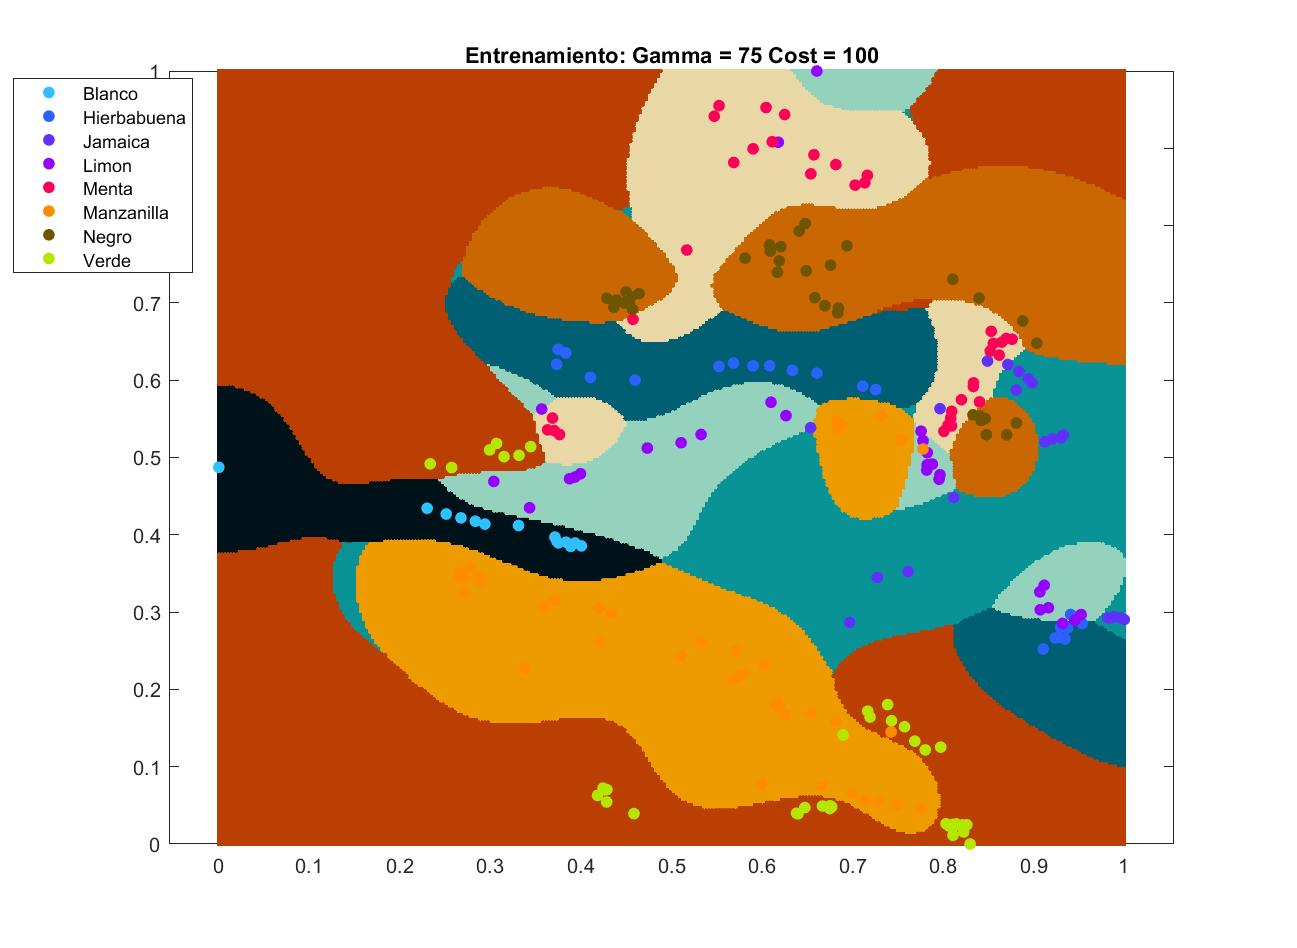 Entrenamiento: Gamma = 75 Cost = 100
1
Blanco
Hierbabuena
Jamaica
Limon
Menta
Manzanilla
Negro
Verde
0.7
0.6
0.5
0.4
0.3
0.2
0.1
0
0 0.1 0.2 0.3 0.4 0.5 0.6 0.7 0.8 0.9 1